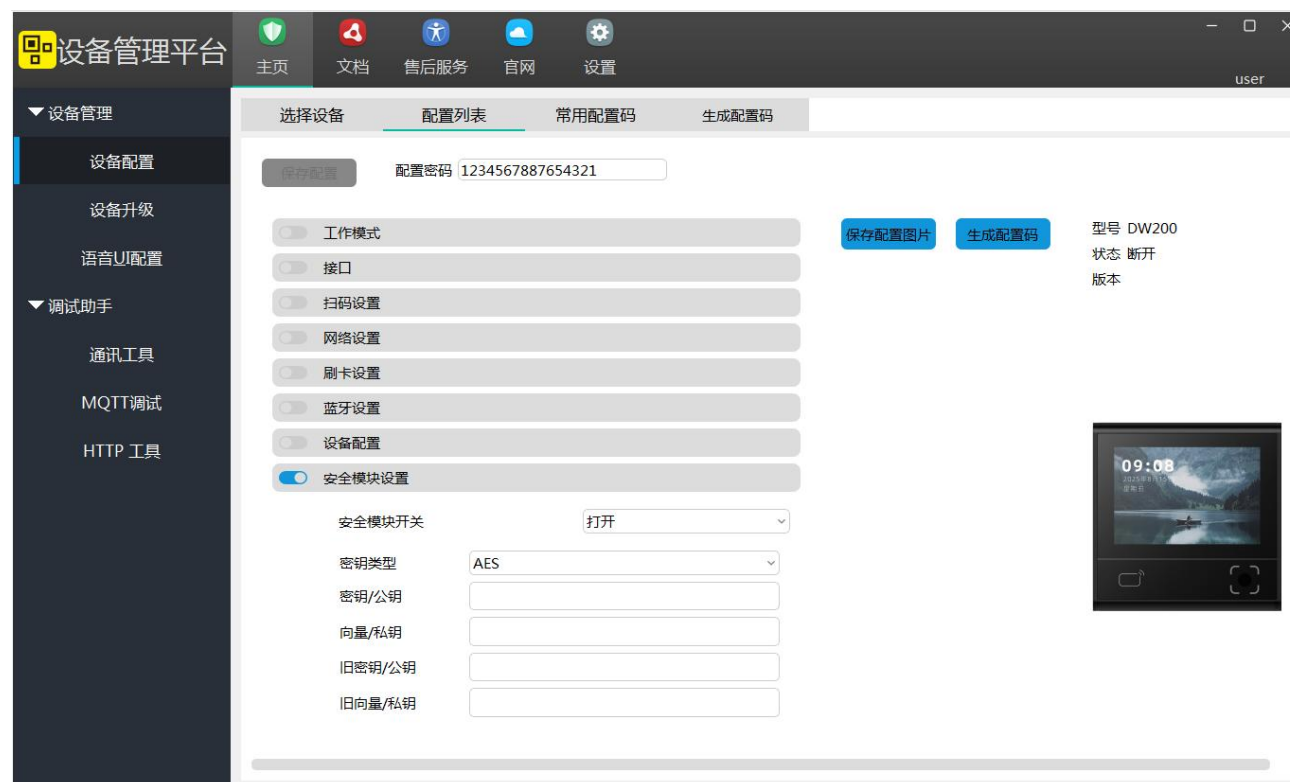 设备管理平台
主页 文档 售后服务 官网 设置
user
设备管理
设备配置
设备升级
语音UI配置
调试助手
通讯工具
MQTT调试
HTTP 工具
选择设备 配置列表 常用配置码 生成配置码
保存配置 配置密码 1234567887654321
工作模式
接口
扫码设置
网络设置
刷卡设置
蓝牙设置
设备配置
安全模块设置
安全模块开关 打开
密钥类型 AES
密钥/公钥
向量/私钥
旧密钥/公钥
旧向量/私钥
保存配置图片 生成配置码
型号 DW200
状态 断开
版本
09:08